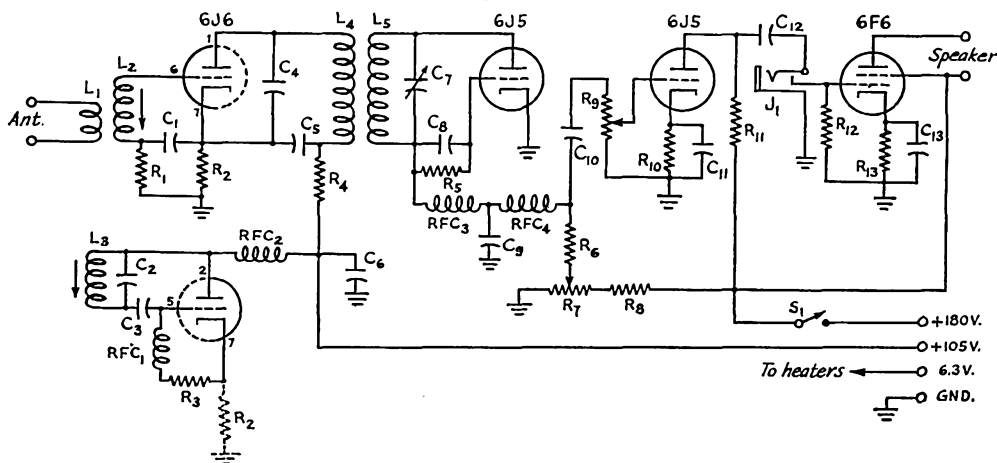 6J6
L4
L5
6J5
6J5
C12
6F6
1
L2
6
L1
C4
C7
Speaker
Ant.
C1
7
C5
C8
R9
V
J1
R11
R12
C13
R1
R2
R4
R5
C10
R10
C11
R13
RFC3
RFC4
C9
L3
RFC2
C2
2
C6
R6
5
C3
7
R7
R8
S1
+180V.
RFC1
+105V.
R3
To heaters
6.3V.
R2
GND.